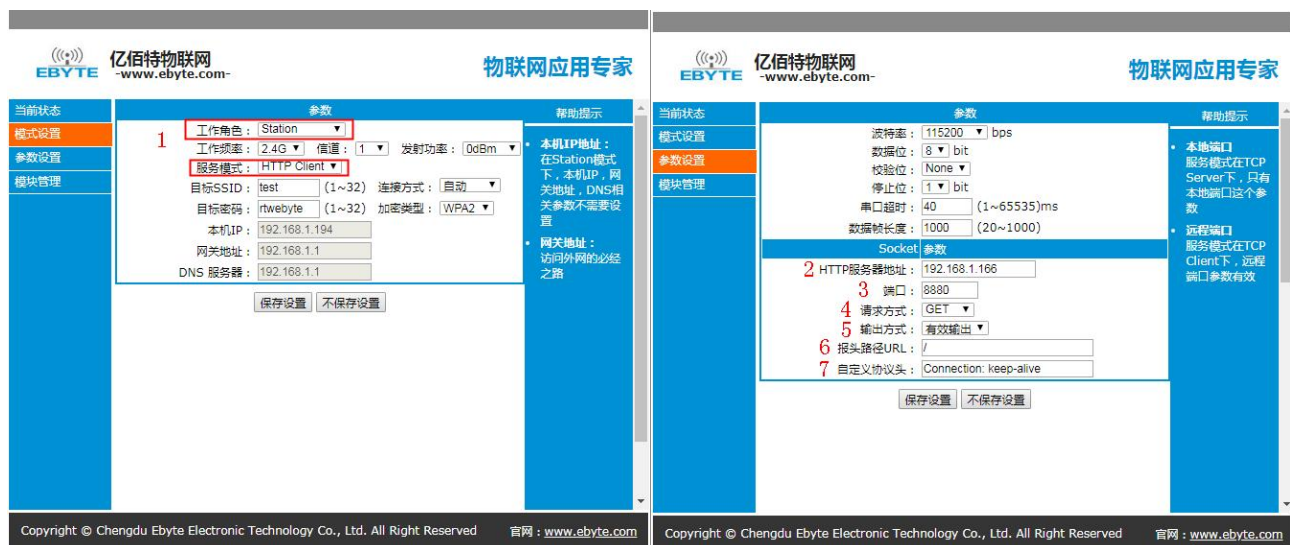 EBYTE
亿佰特物联网
-www.ebyte.com-
物联网应用专家
当前状态
模式设置
参数设置
模块管理
参数
1
工作角色： Station
工作频率： 2.4G 信道： 1 发射功率： 0dBm
服务模式： HTTP Client
目标SSID： test (1~32) 连接方式： 自动
目标密码： rtwebyte (1~32) 加密类型： WPA2
本机IP： 192.168.1.194
网关地址： 192.168.1.1
DNS 服务器： 192.168.1.1
保存设置 不保存设置
帮助提示
本机IP地址：
在Station模式
下，本机IP，网
关地址，DNS相
关参数不需要设
置
网关地址：
访问外网的必经
之路
Copyright © Chengdu Ebyte Electronic Technology Co., Ltd. All Right Reserved 官网：www.ebyte.com
EBYTE
亿佰特物联网
-www.ebyte.com-
物联网应用专家
当前状态
模式设置
参数设置
模块管理
参数
波特率： 115200 bps
数据位： 8 bit
校验位： None
停止位： 1 bit
串口超时： 40 (1~65535)ms
数据帧长度： 1000 (20~1000)
Socket 参数
2 HTTP服务器地址： 192.168.1.166
3 端口： 8880
4 请求方式： GET
5 输出方式： 有效输出
6 报头路径URL： /
7 自定义协议头： Connection: keep-alive
保存设置 不保存设置
帮助提示
本地端口
服务模式在TCP
Server下，只有
本地端口这个参
数
远程端口
服务模式在TCP
Client下，远程
端口参数有效
Copyright © Chengdu Ebyte Electronic Technology Co., Ltd. All Right Reserved 官网：www.ebyte.com